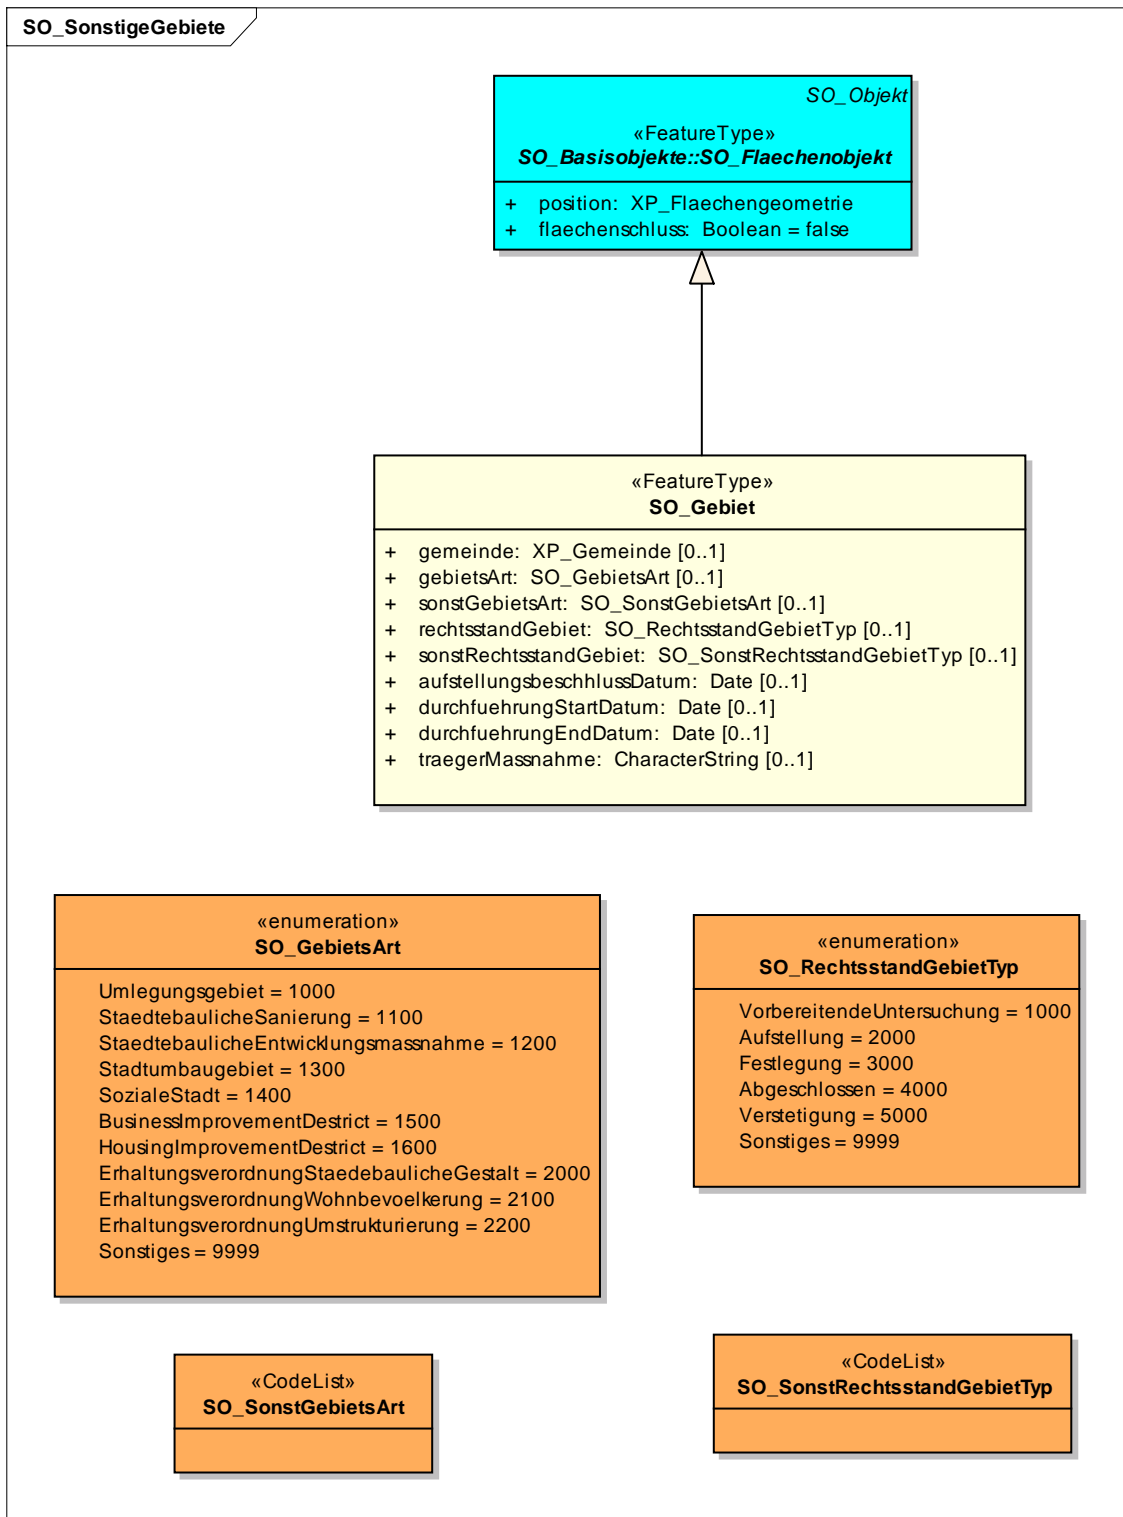 SO_SonstigeGebiete
SO_Objekt
«FeatureType»
SO_Basisobjekte::SO_Flaechenobjekt
+ position: XP_Flaechengeometrie
+ flaechenschluss: Boolean = false
«FeatureType»
SO_Gebiet
+ gemeinde: XP_Gemeinde [0..1]
+ gebietsArt: SO_GebietsArt [0..1]
+ sonstGebietsArt: SO_SonstGebietsArt [0..1]
+ rechtsstandGebiet: SO_RechtsstandGebietTyp [0..1]
+ sonstRechtsstandGebiet: SO_SonstRechtsstandGebietTyp [0..1]
+ aufstellungsbeschhlussDatum: Date [0..1]
+ durchfuehrungStartDatum: Date [0..1]
+ durchfuehrungEndDatum: Date [0..1]
+ traegerMassnahme: CharacterString [0..1]
«enumeration»
SO_GebietsArt
Umlegungsgebiet = 1000
StaedtebaulicheSanierung = 1100
StaedtebaulicheEntwicklungsmassnahme = 1200
Stadtumbaugebiet = 1300
SozialeStadt = 1400
BusinessImprovementDestrict = 1500
HousingImprovementDestrict = 1600
ErhaltungsverordnungStaedebaulicheGestalt = 2000
ErhaltungsverordnungWohnbevoelkerung = 2100
ErhaltungsverordnungUmstrukturierung = 2200
Sonstiges = 9999
«enumeration»
SO_RechtsstandGebietTyp
VorbereitendeUntersuchung = 1000
Aufstellung = 2000
Festlegung = 3000
Abgeschlossen = 4000
Verstetigung = 5000
Sonstiges = 9999
«CodeList»
SO_SonstGebietsArt
«CodeList»
SO_SonstRechtsstandGebietTyp